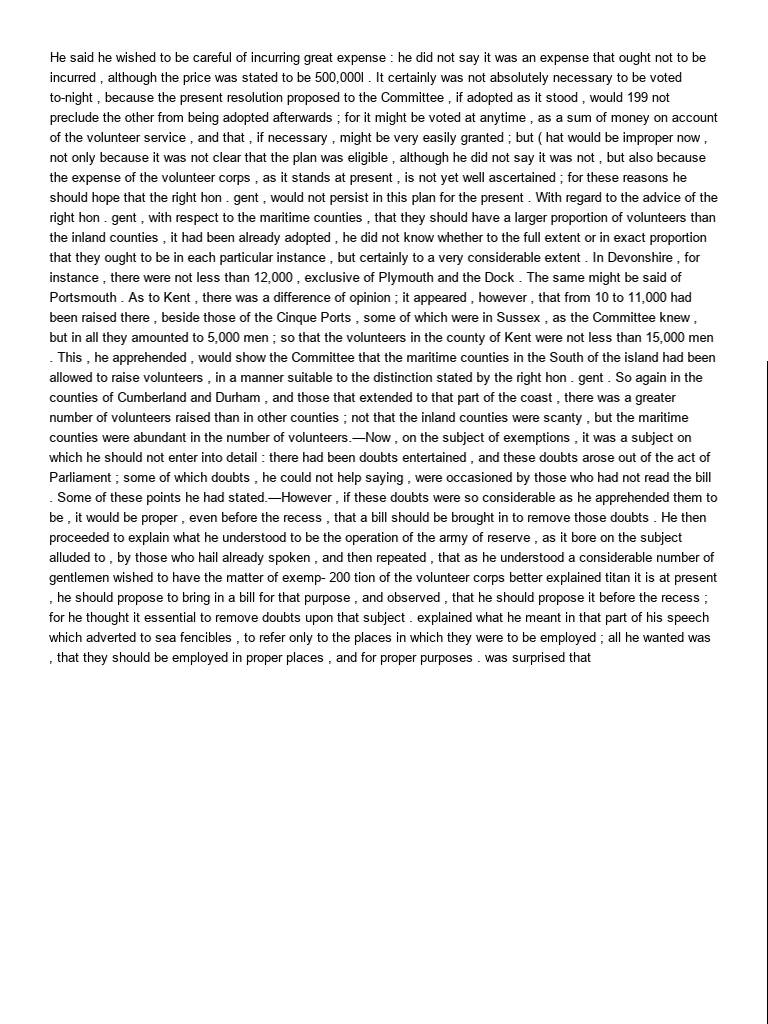 He said he wished to be careful of incurring great expense : he did not say it was an expense that ought not to be
incurred , although the price was stated to be 500,000l . It certainly was not absolutely necessary to be voted
to-night , because the present resolution proposed to the Committee , if adopted as it stood , would 199 not
preclude the other from being adopted afterwards ; for it might be voted at anytime , as a sum of money on account
of the volunteer service , and that , if necessary , might be very easily granted ; but ( hat would be improper now ,
not only because it was not clear that the plan was eligible , although he did not say it was not , but also because
the expense of the volunteer corps , as it stands at present , is not yet well ascertained ; for these reasons he
should hope that the right hon . gent , would not persist in this plan for the present . With regard to the advice of the
right hon . gent , with respect to the maritime counties , that they should have a larger proportion of volunteers than
the inland counties , it had been already adopted , he did not know whether to the full extent or in exact proportion
that they ought to be in each particular instance , but certainly to a very considerable extent . In Devonshire , for
instance , there were not less than 12,000 , exclusive of Plymouth and the Dock . The same might be said of
Portsmouth . As to Kent , there was a difference of opinion ; it appeared , however , that from 10 to 11,000 had
been raised there , beside those of the Cinque Ports , some of which were in Sussex , as the Committee knew ,
but in all they amounted to 5,000 men ; so that the volunteers in the county of Kent were not less than 15,000 men
. This , he apprehended , would show the Committee that the maritime counties in the South of the island had been
allowed to raise volunteers , in a manner suitable to the distinction stated by the right hon . gent . So again in the
counties of Cumberland and Durham , and those that extended to that part of the coast , there was a greater
number of volunteers raised than in other counties ; not that the inland counties were scanty , but the maritime
counties were abundant in the number of volunteers.—Now , on the subject of exemptions , it was a subject on
which he should not enter into detail : there had been doubts entertained , and these doubts arose out of the act of
Parliament ; some of which doubts , he could not help saying , were occasioned by those who had not read the bill
. Some of these points he had stated.—However , if these doubts were so considerable as he apprehended them to
be , it would be proper , even before the recess , that a bill should be brought in to remove those doubts . He then
proceeded to explain what he understood to be the operation of the army of reserve , as it bore on the subject
alluded to , by those who hail already spoken , and then repeated , that as he understood a considerable number of
gentlemen wished to have the matter of exemp- 200 tion of the volunteer corps better explained titan it is at present
, he should propose to bring in a bill for that purpose , and observed , that he should propose it before the recess ;
for he thought it essential to remove doubts upon that subject . explained what he meant in that part of his speech
which adverted to sea fencibles , to refer only to the places in which they were to be employed ; all he wanted was
, that they should be employed in proper places , and for proper purposes . was surprised that